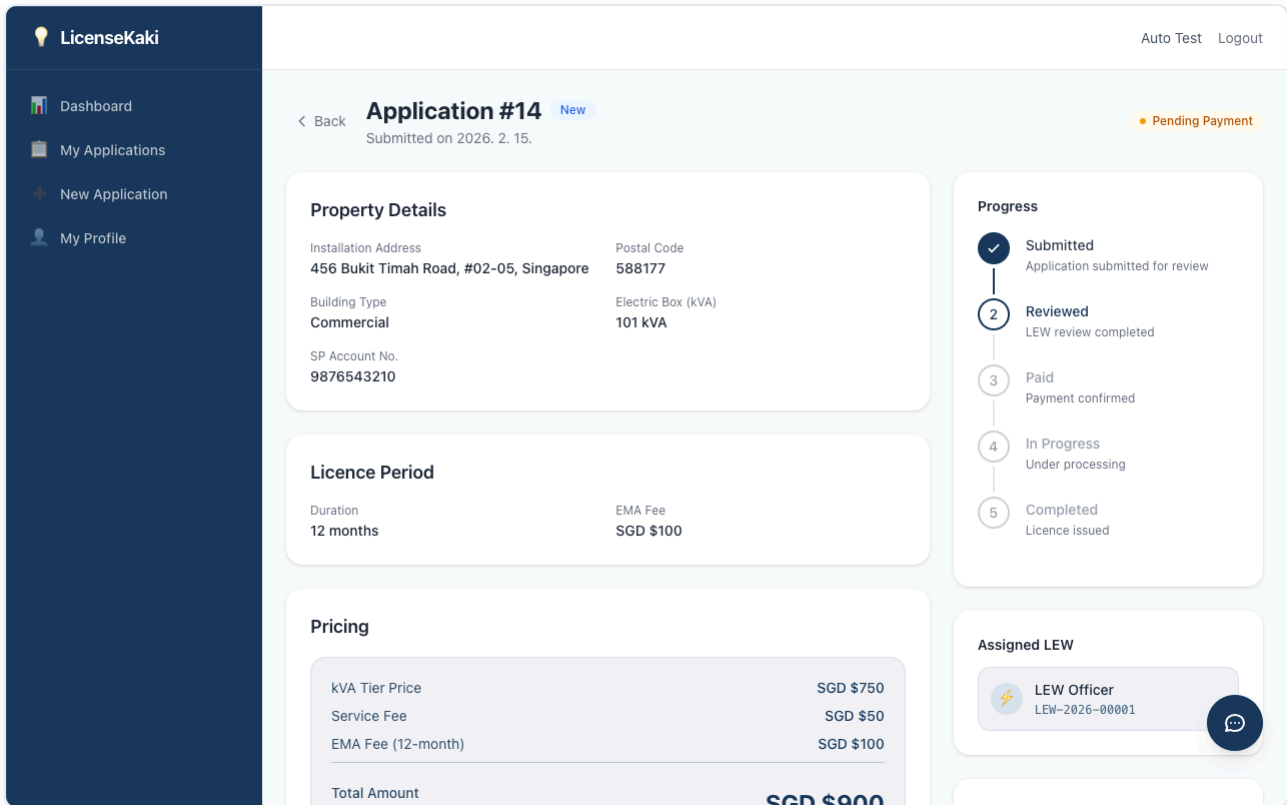 LicenseKaki
Auto Test Logout
Dashboard
My Applications
New Application
My Profile
Back
Application #14 New
Submitted on 2026. 2. 15.
Pending Payment
Property Details
Installation Address
456 Bukit Timah Road, #02-05, Singapore
Postal Code
588177
Building Type
Commercial
Electric Box (kVA)
101 kVA
SP Account No.
9876543210
Licence Period
Duration
12 months
EMA Fee
SGD $100
Pricing
kVA Tier Price SGD $750
Service Fee SGD $50
EMA Fee (12-month) SGD $100
Total Amount SGD $900
Progress
Submitted
Application submitted for review
2 Reviewed
LEW review completed
3 Paid
Payment confirmed
4 In Progress
Under processing
5 Completed
Licence issued
Assigned LEW
LEW Officer
LEW-2026-00001